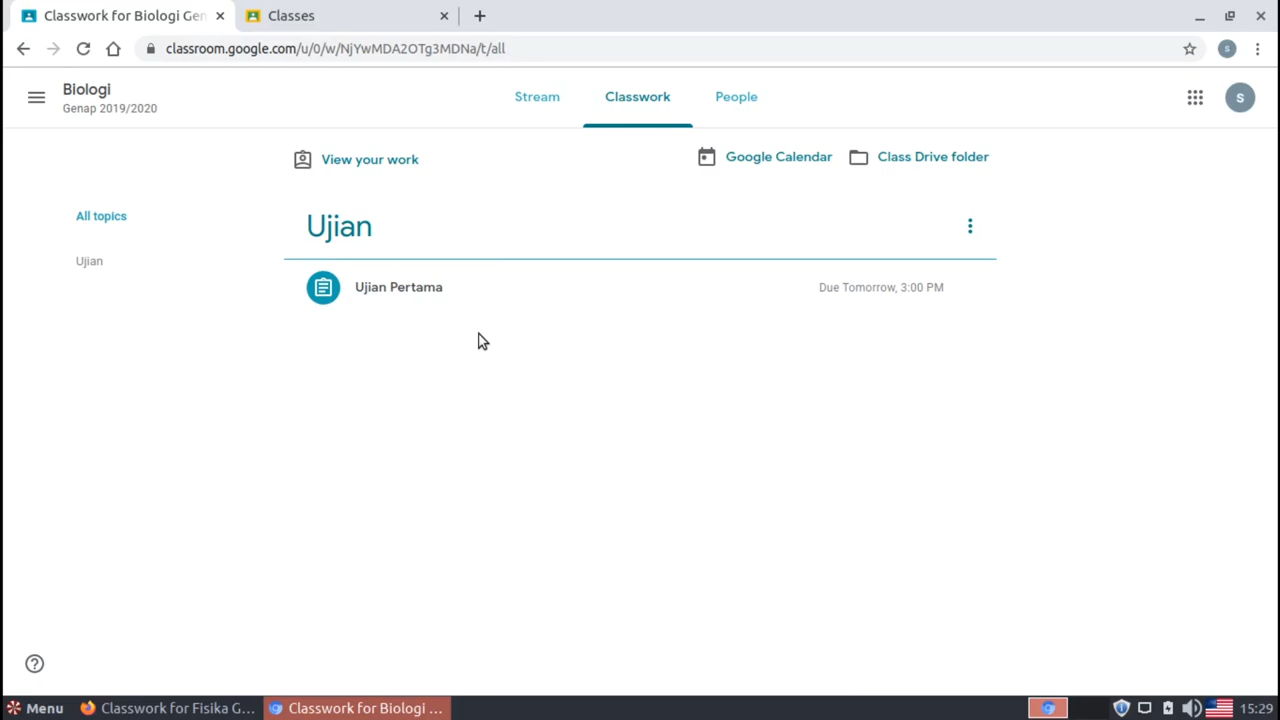 Classwork for Biologi Gen
Classes
classroom.google.com/u/0/w/NjYwMDA2OTg3MDNa/t/all
S
Biologi
Genap 2019/2020
Stream
Classwork
People
S
View your work
Google Calendar
Class Drive folder
All topics
Ujian
Ujian
Ujian Pertama
Due Tomorrow, 3:00 PM
Menu
Classwork for Fisika G...
Classwork for Biologi ...
15:29